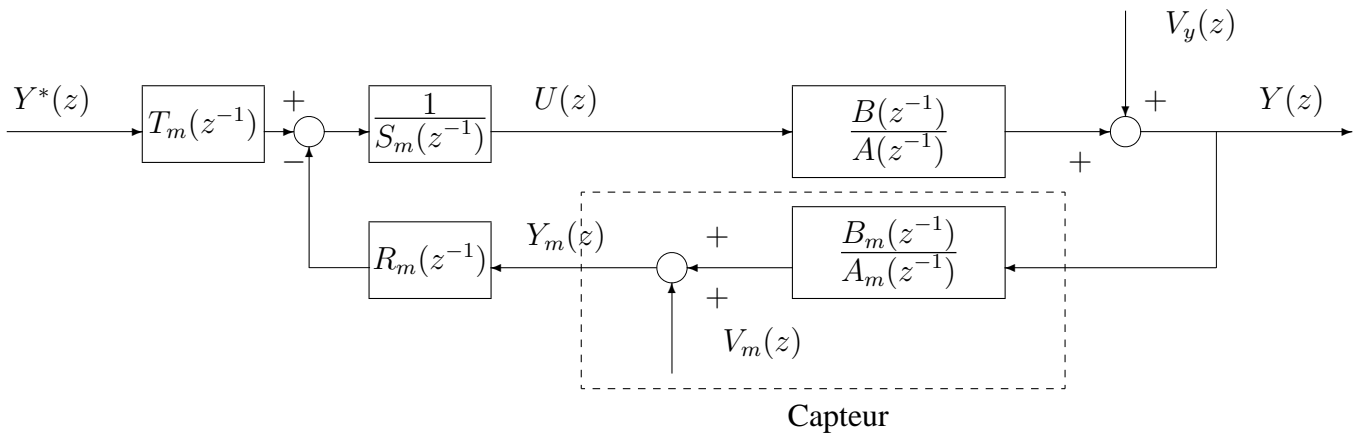 V_y(z)
Y*(z)
T_m(z^{-1})
+
−
1
S_m(z^{-1})
U(z)
B(z^{-1})
A(z^{-1})
+
+
Y(z)
R_m(z^{-1})
Y_m(z)
+
+
B_m(z^{-1})
A_m(z^{-1})
V_m(z)
Capteur